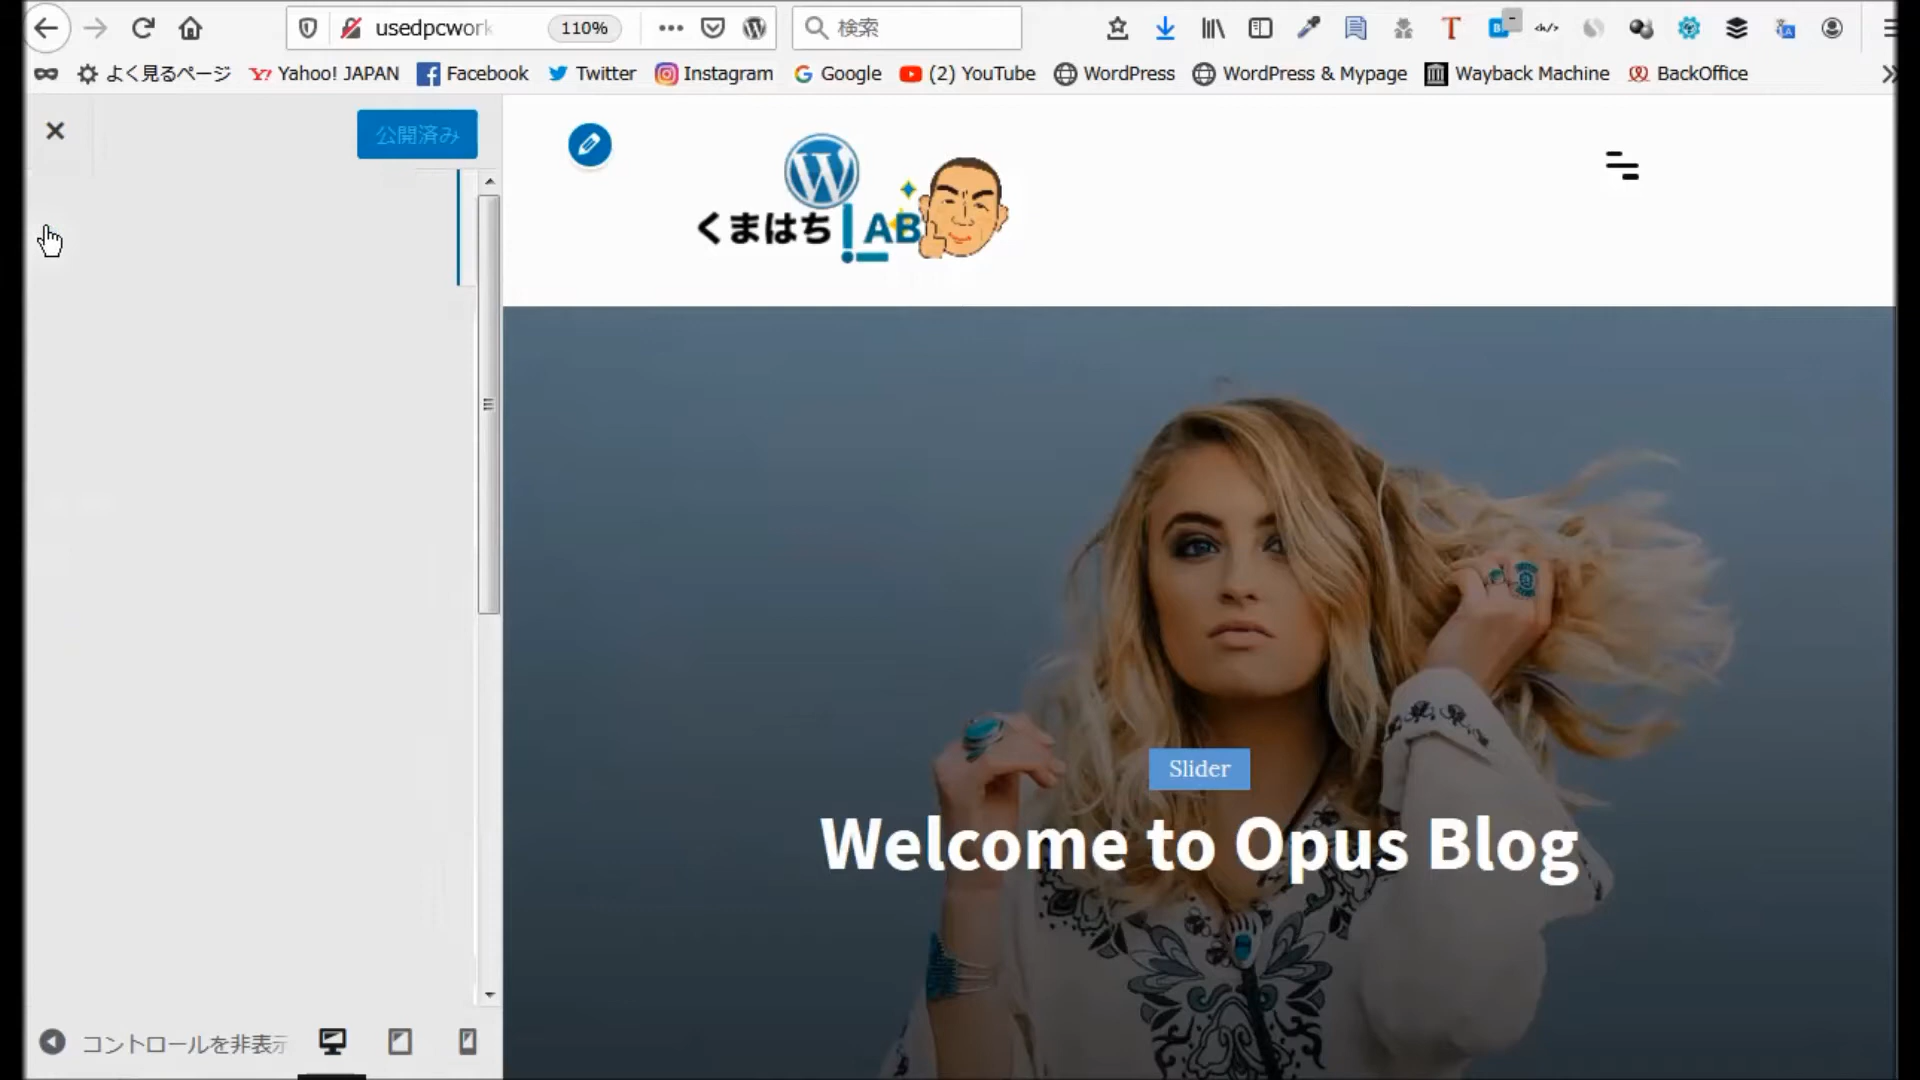 usedpcwork 110% 検索
よく見るページ Yahoo! JAPAN Facebook Twitter Instagram Google (2) YouTube WordPress WordPress & Mypage Wayback Machine BackOffice
公開済み
くまはち LAB
Slider
Welcome to Opus Blog
コントロールを非表示